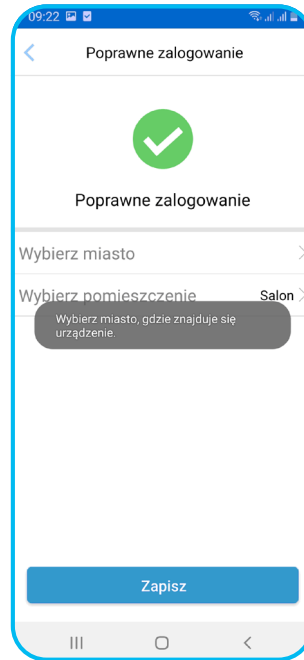 09:22
Poprawne zalogowanie
Poprawne zalogowanie
Wybierz miasto
Wybierz pomieszczenie Salon
Wybierz miasto, gdzie znajduje się
urządzenie.
Zapisz